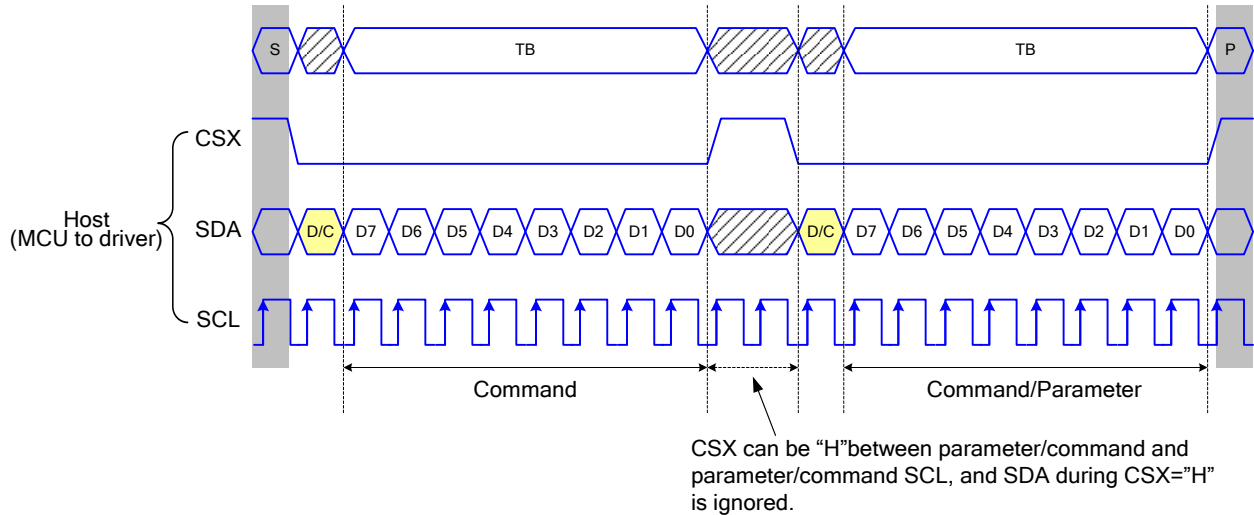 S TB TB P
CSX
Host
(MCU to driver)
SDA D/C D7 D6 D5 D4 D3 D2 D1 D0 D/C D7 D6 D5 D4 D3 D2 D1 D0
SCL
Command Command/Parameter
CSX can be “H”between parameter/command and
parameter/command SCL, and SDA during CSX=”H”
is ignored.